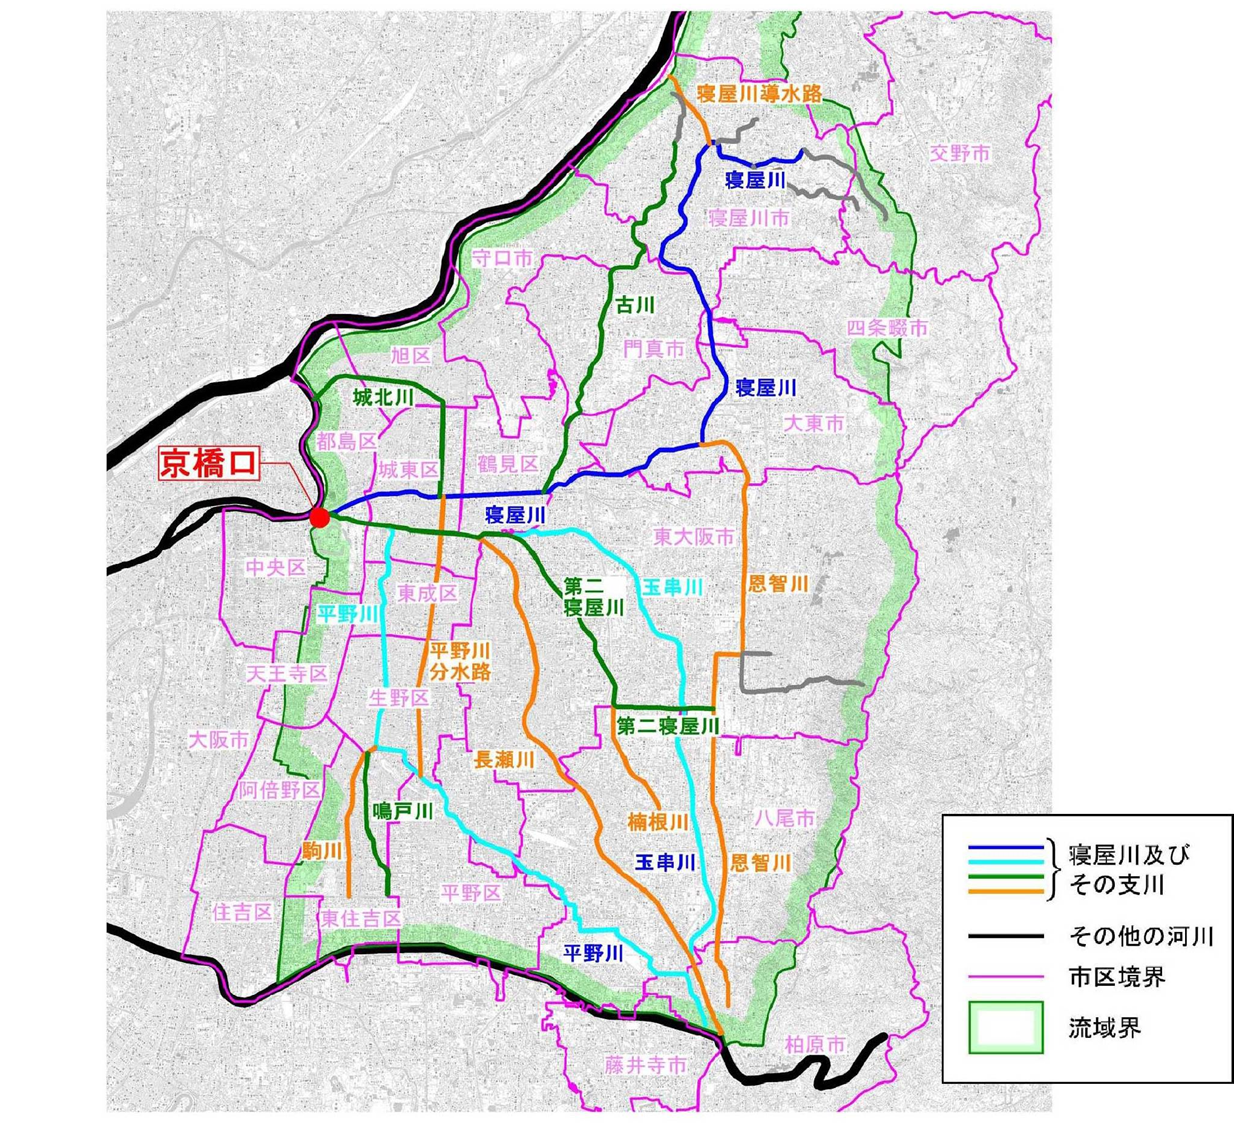 寝屋川導水路
交野市
寝屋川
寝屋川市
守口市
古川
四条畷市
門真市
旭区
寝屋川
城北川
大東市
都島区
京橋口
城東区
鶴見区
寝屋川
東大阪市
中央区
第二
寝屋川
玉串川
恩智川
東成区
平野川
平野川
分水路
天王寺区
生野区
第二寝屋川
大阪市
長瀬川
阿倍野区
鳴戸川
楠根川
八尾市
駒川
玉串川
恩智川
平野区
住吉区
東住吉区
平野川
柏原市
藤井寺市
寝屋川及び
その支川
その他の河川
市区境界
流域界